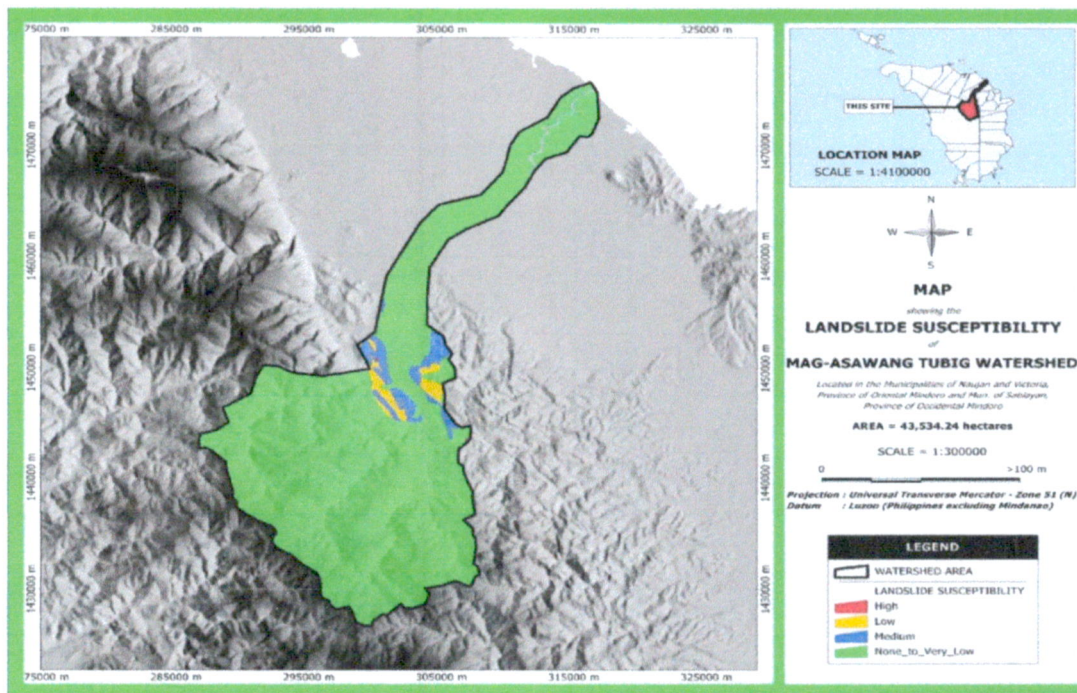 75000 m 285000 m 295000 m 305000 m 315000 m 325000 m
1470000 m 1470000 m
1460000 m 1460000 m
1450000 m 1450000 m
1440000 m 1440000 m
1430000 m 1430000 m
75000 m 285000 m 295000 m 305000 m 315000 m 325000 m
THIS SITE
LOCATION MAP
SCALE = 1:4100000
N
W E
S
MAP
showing the
LANDSLIDE SUSCEPTIBILITY
of
MAG-ASAWANG TUBIG WATERSHED
Located in the Municipalities of Naujan and Victoria,
Province of Oriental Mindoro and Mun. of Sablayan,
Province of Occidental Mindoro
AREA = 43,534.24 hectares
SCALE = 1:300000
0 >100 m
Projection : Universal Transverse Mercator - Zone 51 (N)
Datum : Luzon (Philippines excluding Mindanao)
LEGEND
WATERSHED AREA
LANDSLIDE SUSCEPTIBILITY
High
Low
Medium
None_to_Very_Low